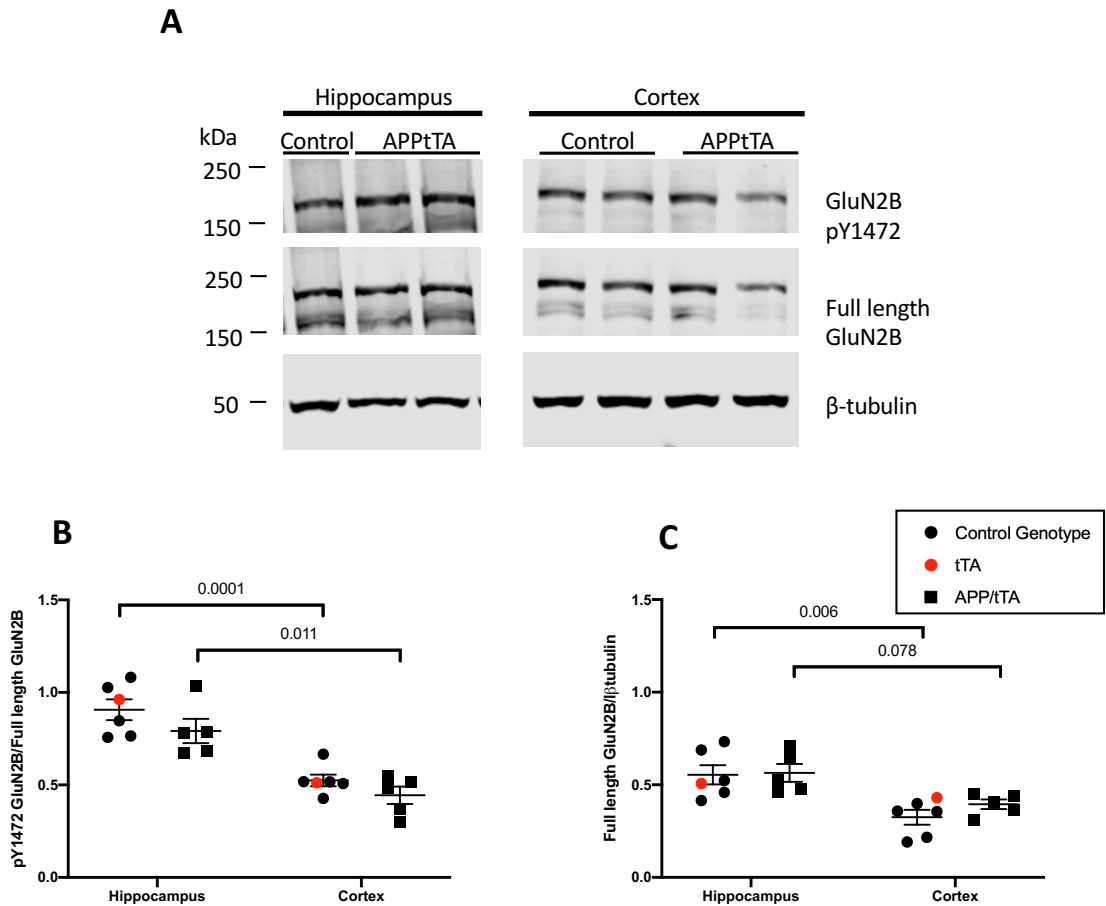 A
Hippocampus
Cortex
kDa
Control
APPtTA
Control
APPtTA
250
150
GluN2B
pY1472
250
150
Full length
GluN2B
50
β-tubulin
B
pY1472 GluN2B/Full length GluN2B
1.5
1.0
0.5
0.0
0.0001
0.011
Hippocampus
Cortex
C
Control Genotype
tTA
APP/tTA
Full length GluN2B/lβtubulin
1.5
1.0
0.5
0.0
0.006
0.078
Hippocampus
Cortex